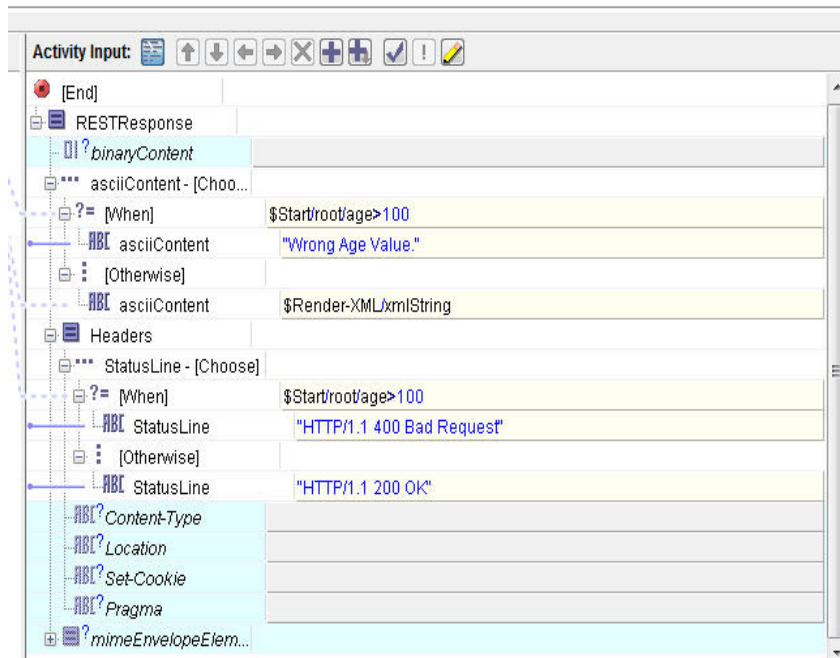 Activity Input:
[End]
RESTResponse
binaryContent
asciiContent - [Choo...
[When] $Start/root/age>100
asciiContent "Wrong Age Value."
[Otherwise]
asciiContent $Render-XML/xmlString
Headers
StatusLine - [Choose]
[When] $Start/root/age>100
StatusLine "HTTP/1.1 400 Bad Request"
[Otherwise]
StatusLine "HTTP/1.1 200 OK"
Content-Type
Location
Set-Cookie
Pragma
mimeEnvelopeElem...